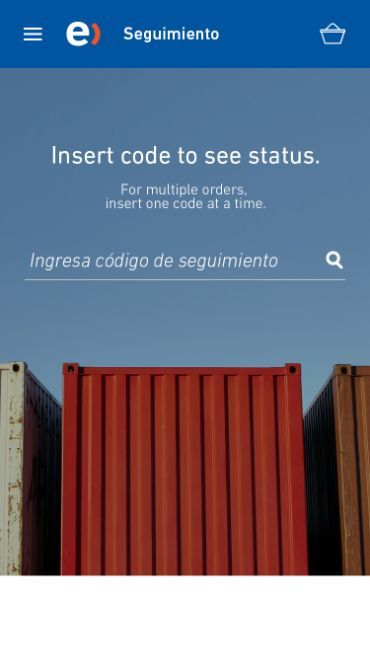 e) Seguimiento
Insert code to see status.
For multiple orders,
insert one code at a time.
Ingresa código de seguimiento